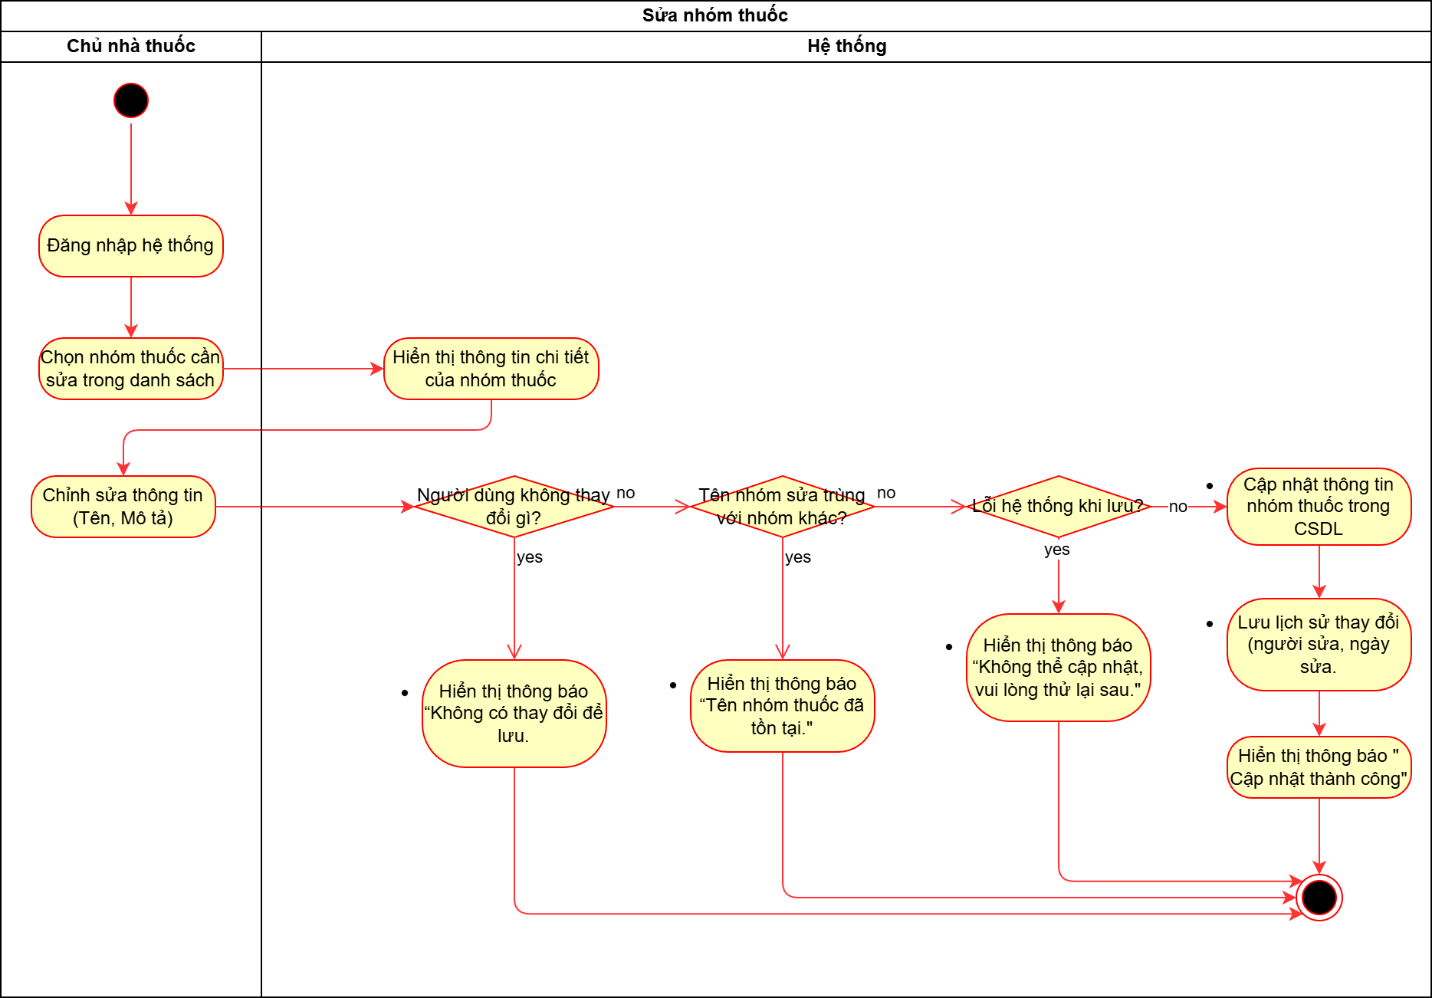 Sửa nhóm thuốc
Chủ nhà thuốc
Hệ thống
Đăng nhập hệ thống
Chọn nhóm thuốc cần
sửa trong danh sách
Hiển thị thông tin chi tiết
của nhóm thuốc
Chỉnh sửa thông tin
(Tên, Mô tả)
Người dùng không thay
đổi gì?
no
Tên nhóm sửa trùng
với nhóm khác?
no
Lỗi hệ thống khi lưu?
no
Cập nhật thông tin
nhóm thuốc trong
CSDL
yes
yes
yes
Hiển thị thông báo
“Không có thay đổi để
lưu.
Hiển thị thông báo
“Tên nhóm thuốc đã
tồn tại."
Hiển thị thông báo
“Không thể cập nhật,
vui lòng thử lại sau."
Lưu lịch sử thay đổi
(người sửa, ngày
sửa.
Hiển thị thông báo "
Cập nhật thành công"